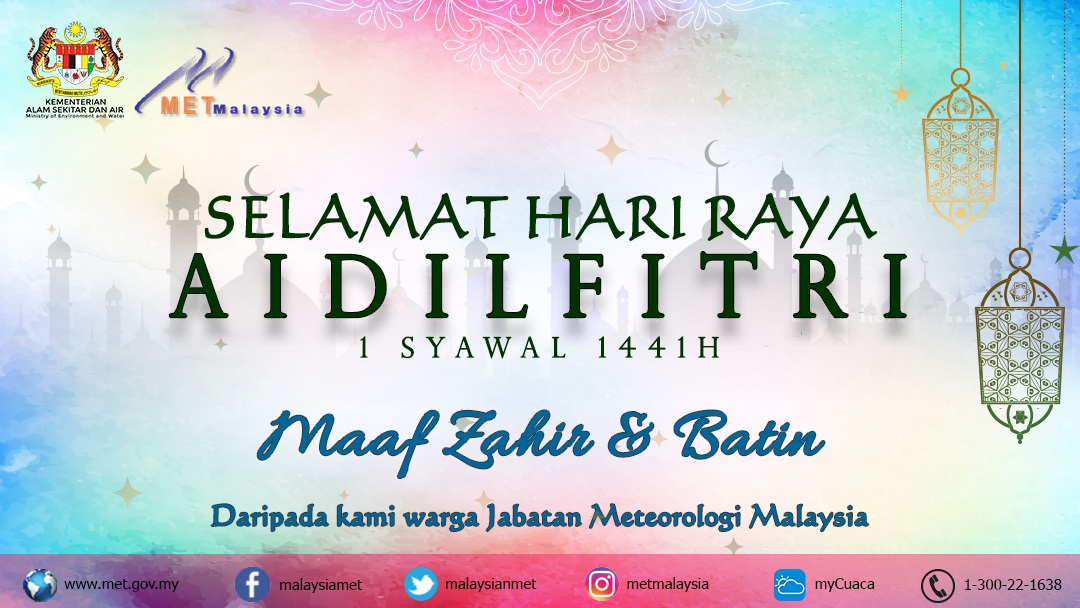 KEMENTERIAN
ALAM SEKITAR DAN AIR
Ministry of Environment and Water
METMalaysia
SELAMAT HARI RAYA
AIDILFITRI
1 SYAWAL 1441H
Maaf Zahir & Batin
Daripada kami warga Jabatan Meteorologi Malaysia
www.met.gov.my malaysiamet malaysianmet metmalaysia myCuaca 1-300-22-1638